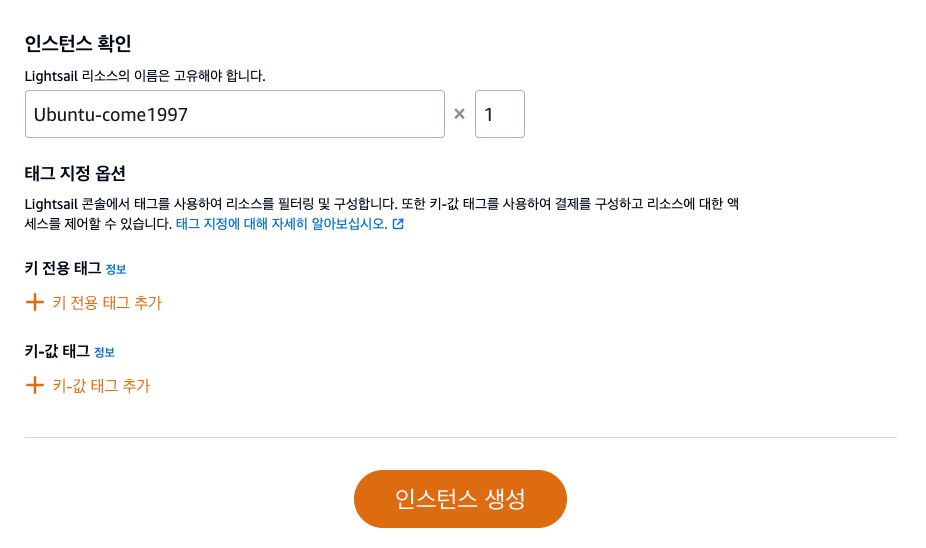 인스턴스 확인
Lightsail 리소스의 이름은 고유해야 합니다.
Ubuntu-come1997 × 1
태그 지정 옵션
Lightsail 콘솔에서 태그를 사용하여 리소스를 필터링 및 구성합니다. 또한 키-값 태그를 사용하여 결제를 구성하고 리소스에 대한 액
세스를 제어할 수 있습니다. 태그 지정에 대해 자세히 알아보십시오.
키 전용 태그 정보
+ 키 전용 태그 추가
키-값 태그 정보
+ 키-값 태그 추가
인스턴스 생성